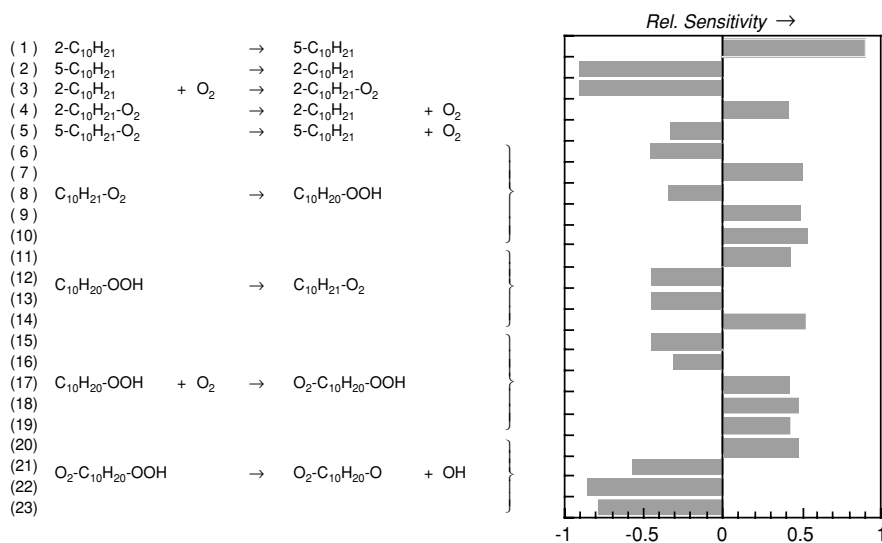 Rel. Sensitivity →
( 1 ) 2-C₁₀H₂₁ → 5-C₁₀H₂₁
( 2 ) 5-C₁₀H₂₁ → 2-C₁₀H₂₁
( 3 ) 2-C₁₀H₂₁ + O₂ → 2-C₁₀H₂₁-O₂
( 4 ) 2-C₁₀H₂₁-O₂ → 2-C₁₀H₂₁ + O₂
( 5 ) 5-C₁₀H₂₁-O₂ → 5-C₁₀H₂₁ + O₂
( 6 )
( 7 )
( 8 ) C₁₀H₂₁-O₂ → C₁₀H₂₀-OOH
( 9 )
(10)
(11)
(12) C₁₀H₂₀-OOH → C₁₀H₂₁-O₂
(13)
(14)
(15)
(16)
(17) C₁₀H₂₀-OOH + O₂ → O₂-C₁₀H₂₀-OOH
(18)
(19)
(20)
(21) O₂-C₁₀H₂₀-OOH → O₂-C₁₀H₂₀-O + OH
(22)
(23)
-1 -0.5 0 0.5 1